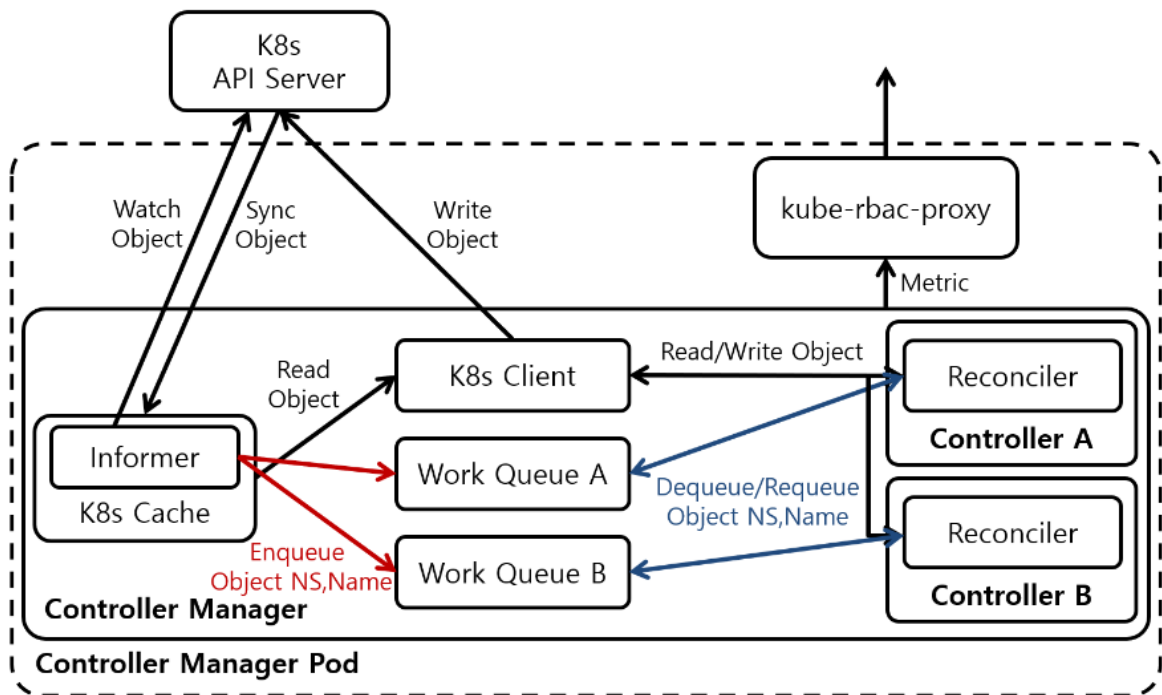 K8s
API Server
Watch
Object
Sync
Object
Write
Object
kube-rbac-proxy
Metric
Read
Object
K8s Client
Read/Write Object
Reconciler
Controller A
Informer
K8s Cache
Work Queue A
Dequeue/Requeue
Object NS,Name
Enqueue
Object NS,Name
Work Queue B
Reconciler
Controller B
Controller Manager
Controller Manager Pod